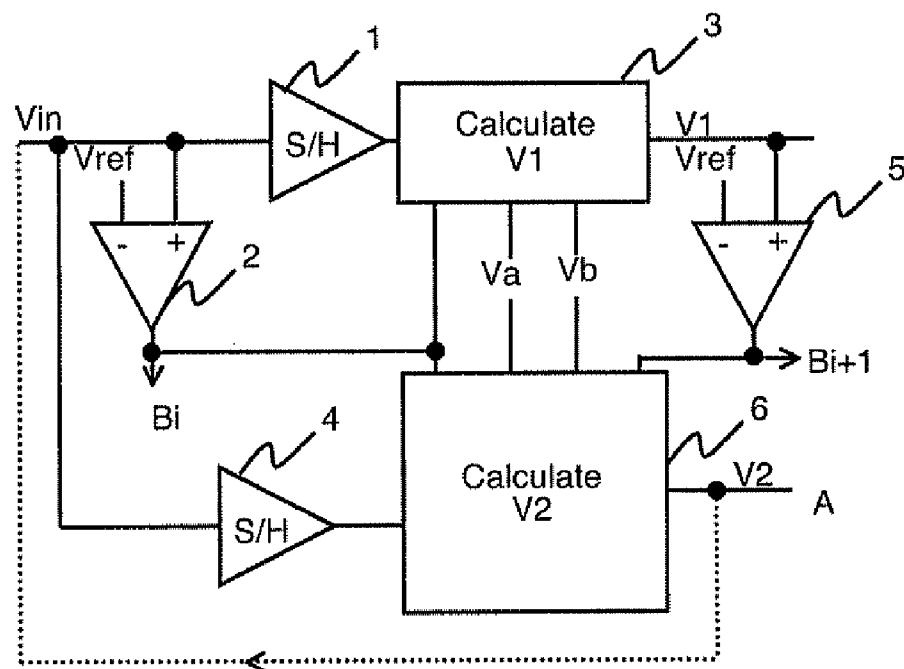 1
3
Vin
Vref
S/H
Calculate
V1
V1
Vref
5
- +
2
- +
Va
Vb
Bi
Bi+1
4
6
S/H
Calculate
V2
V2
A